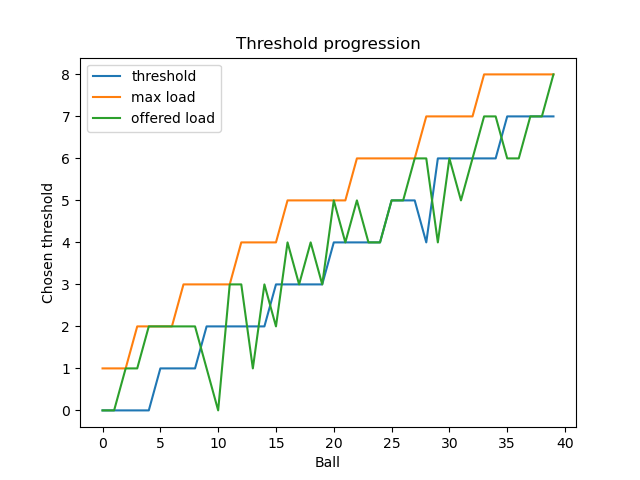 Threshold progression
threshold
max load
offered load
8
7
6
5
4
3
2
1
0
Chosen threshold
0 5 10 15 20 25 30 35 40
Ball